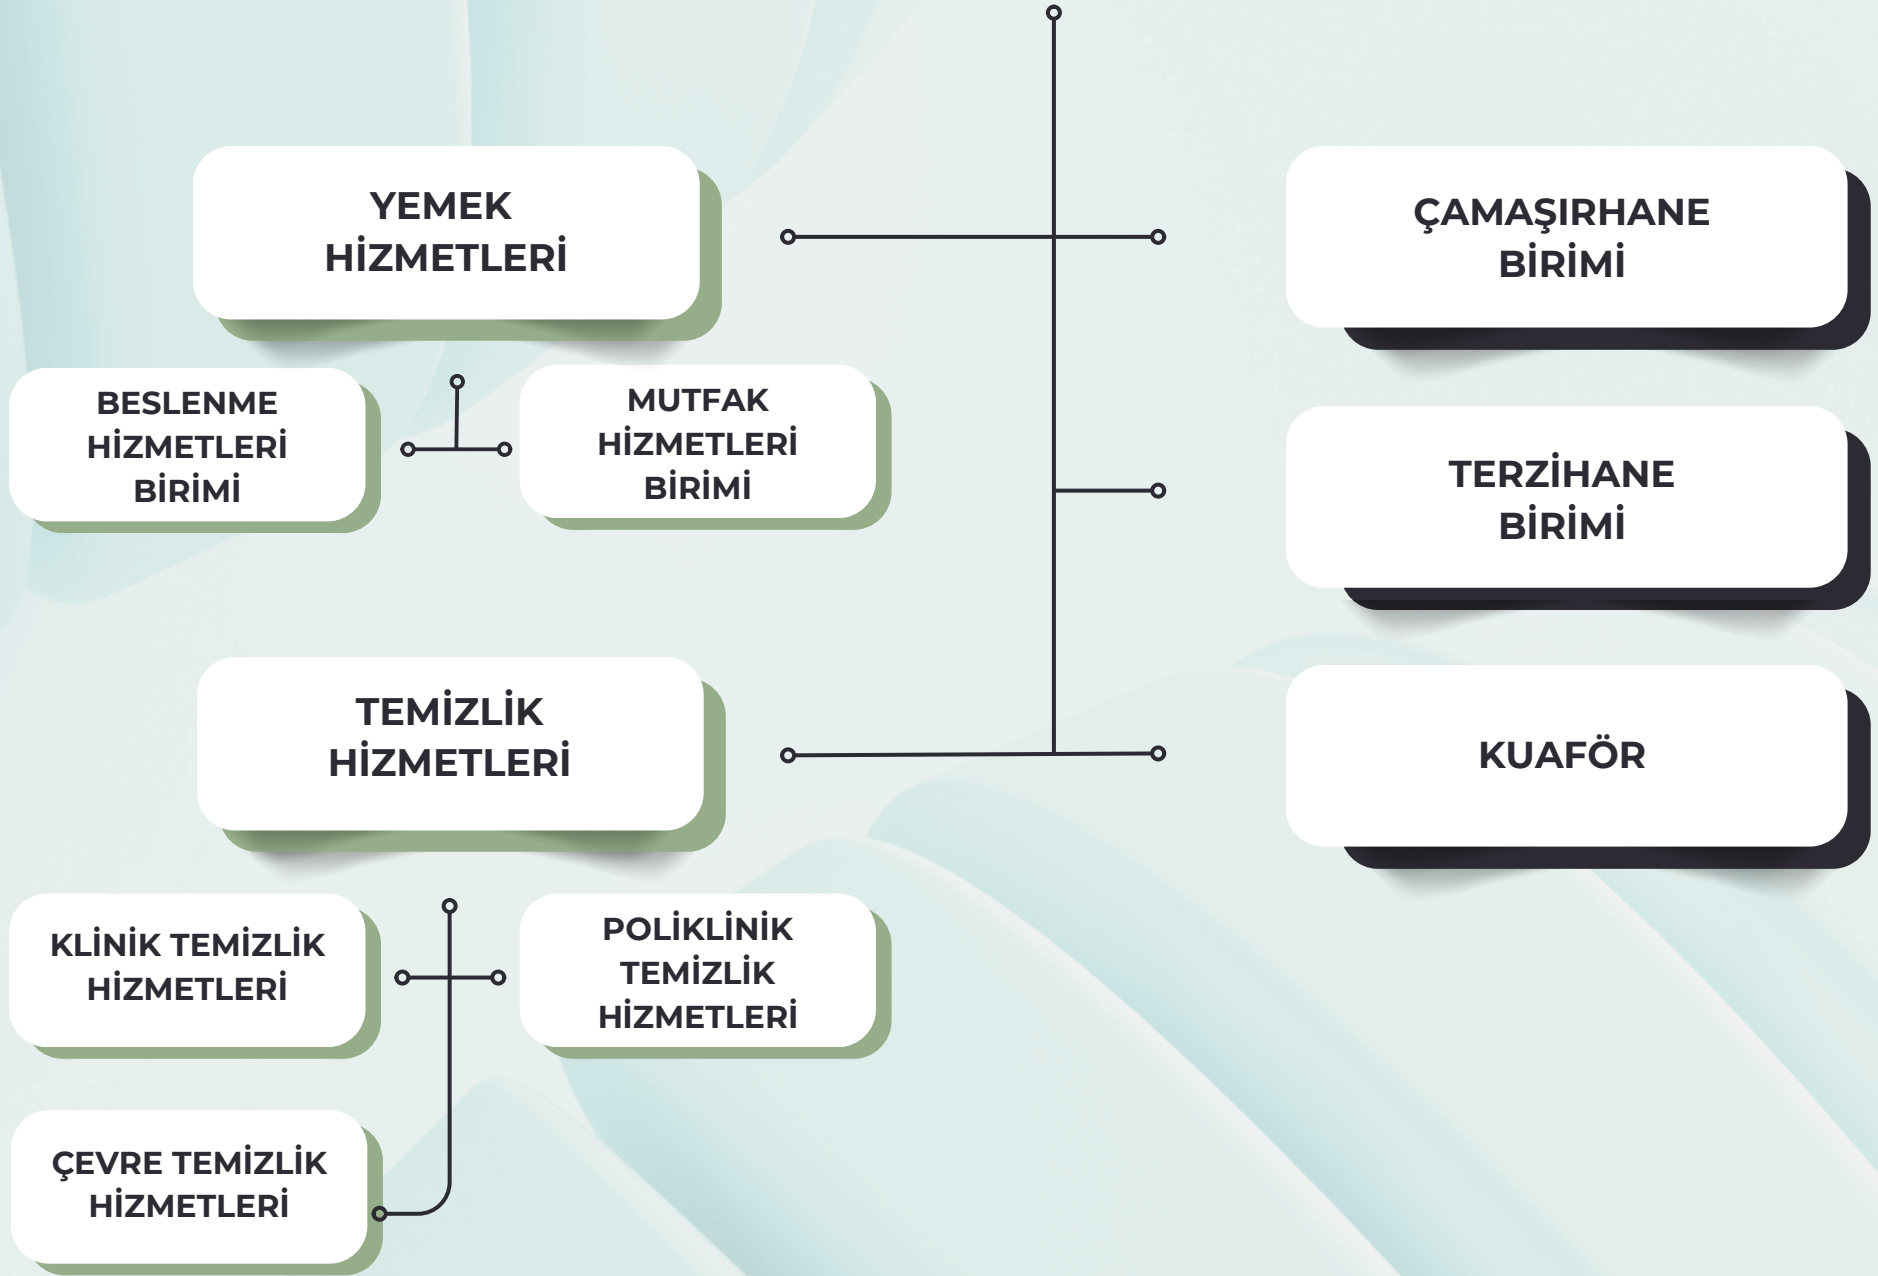 YEMEK
HİZMETLERİ
BESLENME
HİZMETLERİ
BİRİMİ
MUTFAK
HİZMETLERİ
BİRİMİ
TEMİZLİK
HİZMETLERİ
KLİNİK TEMİZLİK
HİZMETLERİ
POLİKLİNİK
TEMİZLİK
HİZMETLERİ
ÇEVRE TEMİZLİK
HİZMETLERİ
ÇAMAŞIRHANE
BİRİMİ
TERZİHANE
BİRİMİ
KUAFÖR